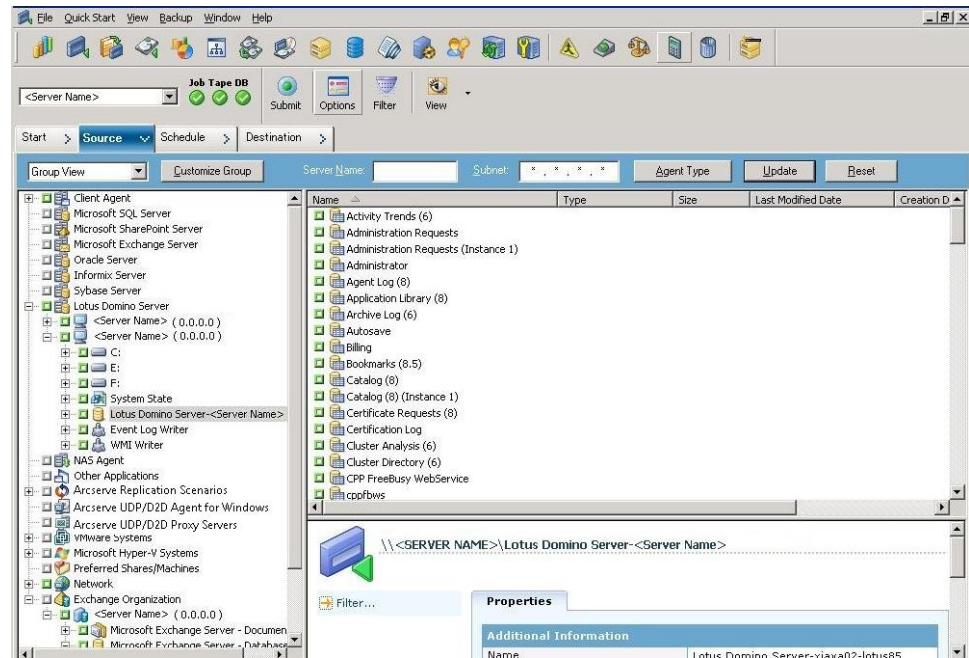 File Quick Start View Backup Window Help
Job Tape DB
<Server Name>
Submit Options Filter View
Start Source Schedule Destination
Group View Customize Group Server Name: Subnet: * . * . * . * Agent Type Update Reset
Client Agent
Microsoft SQL Server
Microsoft SharePoint Server
Microsoft Exchange Server
Oracle Server
Informix Server
Sybase Server
Lotus Domino Server
<Server Name> (0.0.0.0)
<Server Name> (0.0.0.0)
C:
E:
F:
System State
Lotus Domino Server-<Server Name>
Event Log Writer
WMI Writer
NAS Agent
Other Applications
Arcserve Replication Scenarios
Arcserve UDP/D2D Agent for Windows
Arcserve UDP/D2D Proxy Servers
VMware Systems
Microsoft Hyper-V Systems
Preferred Shares/Machines
Network
Exchange Organization
<Server Name> (0.0.0.0)
Microsoft Exchange Server - Documen
Microsoft Exchange Server - Database
Name Type Size Last Modified Date Creation D
Activity Trends (6)
Administration Requests
Administration Requests (Instance 1)
Administrator
Agent Log (8)
Application Library (8)
Archive Log (6)
Autosave
Billing
Bookmarks (8.5)
Catalog (8)
Catalog (8) (Instance 1)
Certificate Requests (8)
Certification Log
Cluster Analysis (6)
Cluster Directory (6)
CPP FreeBusy WebService
cppfbws
\\<SERVER NAME>\Lotus Domino Server-<Server Name>
Filter...
Properties
Additional Information
Name Lotus Domino Server-xiaxa02-lotus85